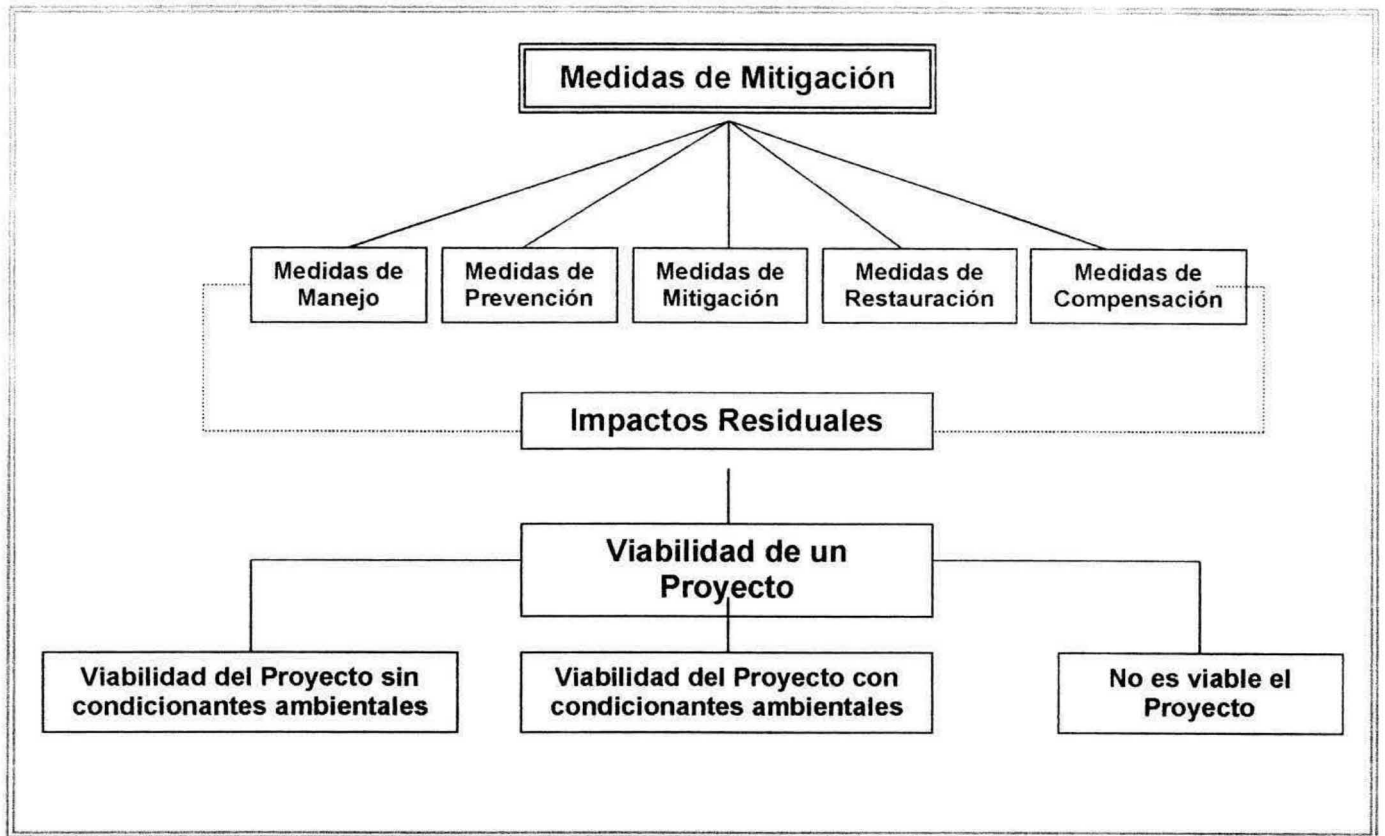 Medidas de Mitigación
Medidas de
Manejo
Medidas de
Prevención
Medidas de
Mitigación
Medidas de
Restauración
Medidas de
Compensación
Impactos Residuales
Viabilidad de un
Proyecto
Viabilidad del Proyecto sin
condicionantes ambientales
Viabilidad del Proyecto con
condicionantes ambientales
No es viable el
Proyecto